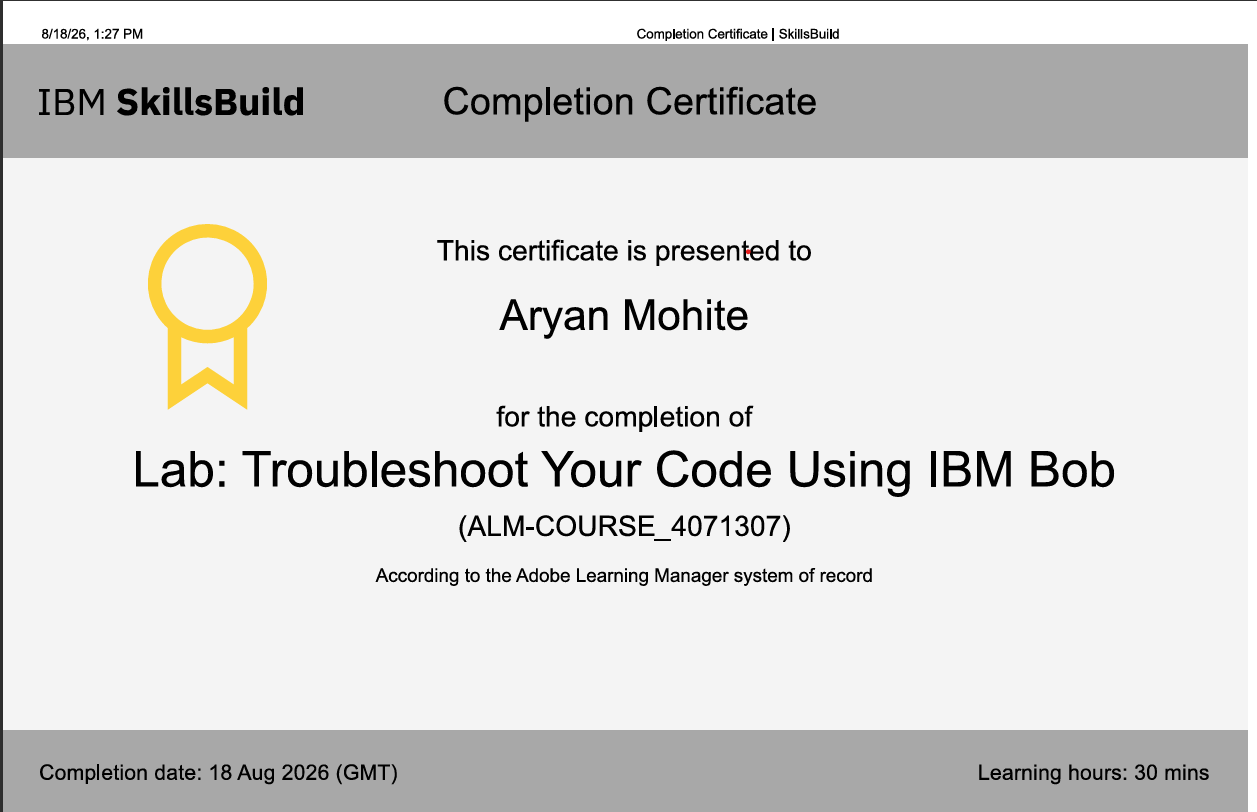 8/18/26, 1:27 PM
Completion Certificate | SkillsBuild
IBM SkillsBuild
Completion Certificate
This certificate is presented to
Aryan Mohite
for the completion of
Lab: Troubleshoot Your Code Using IBM Bob
(ALM-COURSE_4071307)
According to the Adobe Learning Manager system of record
Completion date: 18 Aug 2026 (GMT)
Learning hours: 30 mins